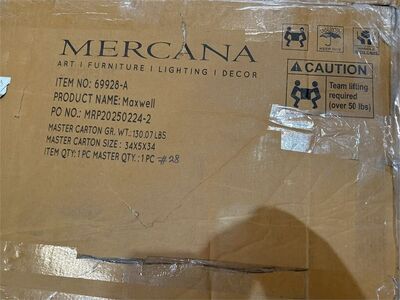 MERCANA
ART | FURNITURE | LIGHTING | DECOR
ITEM NO: 69928-A
PRODUCT NAME: Maxwell
PO NO.: MRP20250224-2
MASTER CARTON GR. WT.: 130.07 LBS
MASTER CARTON SIZE : 34X5X34
ITEM QTY: 1 PC MASTER QTY. : 1 PC #28
CAUTION
Team lifting
required
(over 50 lbs)